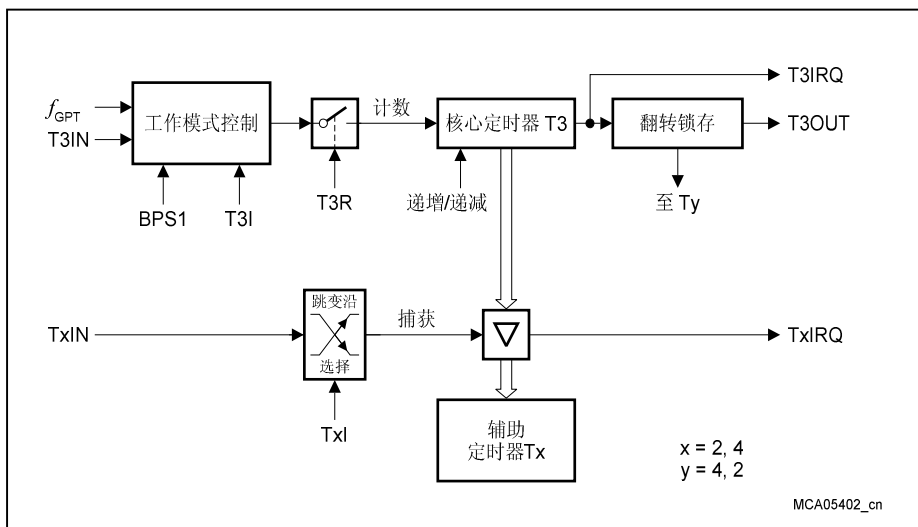 f GPT
T3IN
工作模式控制
BPS1
T3I
T3R
计数
核心定时器 T3
递增/递减
T3IRQ
翻转锁存
T3OUT
至 Ty
TxIN
跳变沿
选择
TxI
捕获
TxIRQ
辅助
定时器Tx
x = 2, 4
y = 4, 2
MCA05402_cn